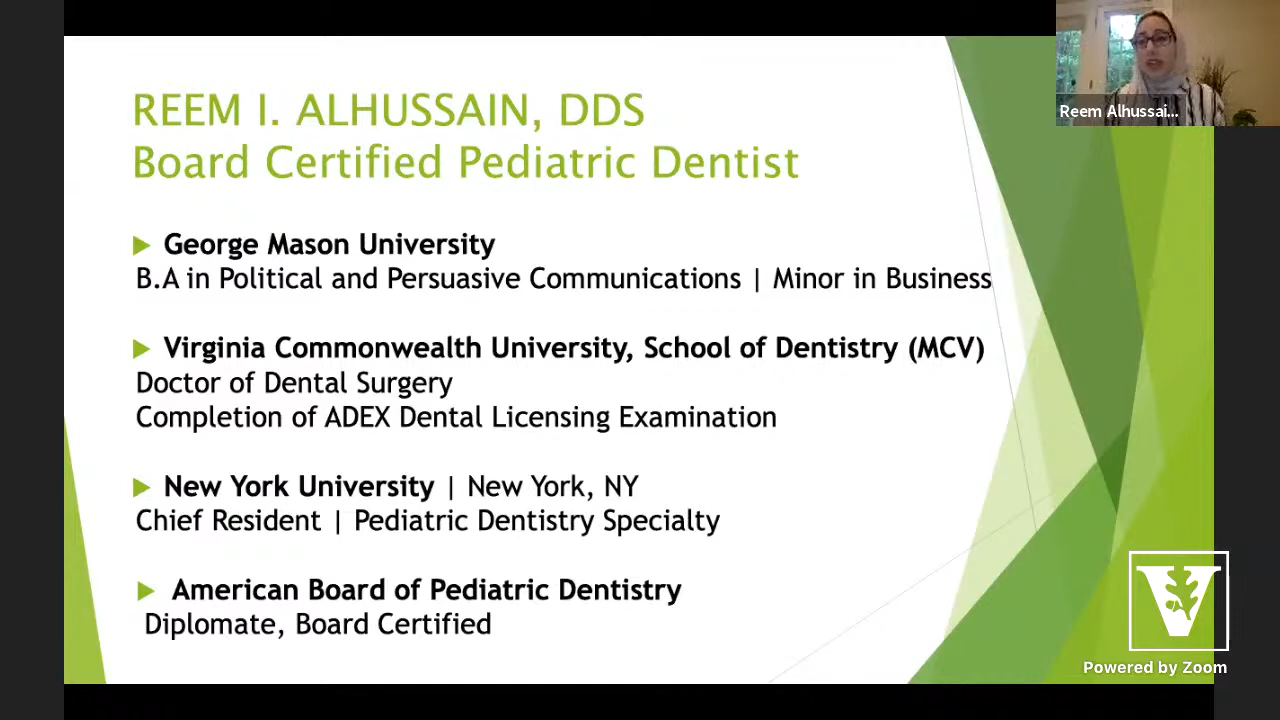 REEM I. ALHUSSAIN, DDS
Board Certified Pediatric Dentist
George Mason University
B.A in Political and Persuasive Communications | Minor in Business
Virginia Commonwealth University, School of Dentistry (MCV)
Doctor of Dental Surgery
Completion of ADEX Dental Licensing Examination
New York University | New York, NY
Chief Resident | Pediatric Dentistry Specialty
American Board of Pediatric Dentistry
Diplomate, Board Certified
Reem Alhussai...
V
Powered by Zoom